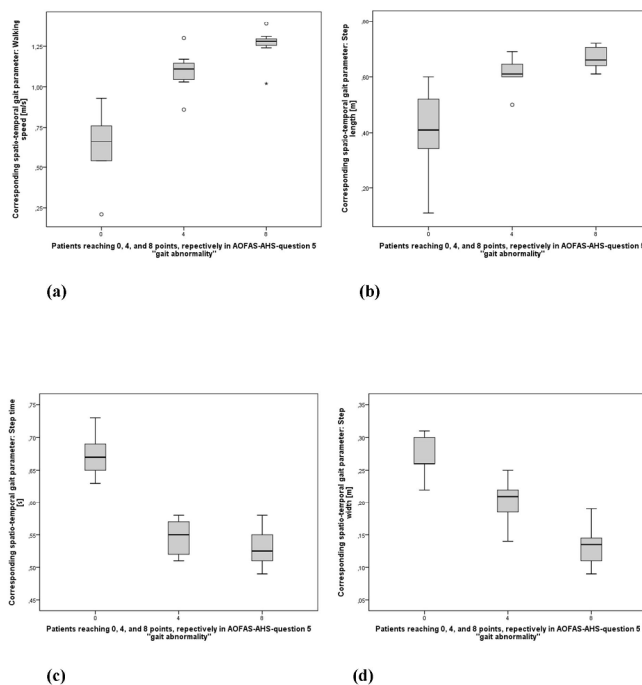 Corresponding spatio-temporal gait parameter: Walking
speed [m/s]
1,25
1,00
,75
,50
,25
0
4
8
Patients reaching 0, 4, and 8 points, repectively in AOFAS-AHS-question 5
"gait abnormality"
(a)
Corresponding spatio-temporal gait parameter: Step
length [m]
,80
,60
,40
,20
0
4
8
Patients reaching 0, 4, and 8 points, repectively in AOFAS-AHS-question 5
"gait abnormality"
(b)
Corresponding spatio-temporal gait parameter: Step time
[s]
,75
,70
,65
,60
,55
,50
,45
0
4
8
Patients reaching 0, 4, and 8 points, repectively in AOFAS-AHS-question 5
"gait abnormality"
(c)
Corresponding spatio-temporal gait parameter: Step
width [m]
,35
,30
,25
,20
,15
,10
,05
0
4
8
Patients reaching 0, 4, and 8 points, repectively in AOFAS-AHS-question 5
"gait abnormality"
(d)